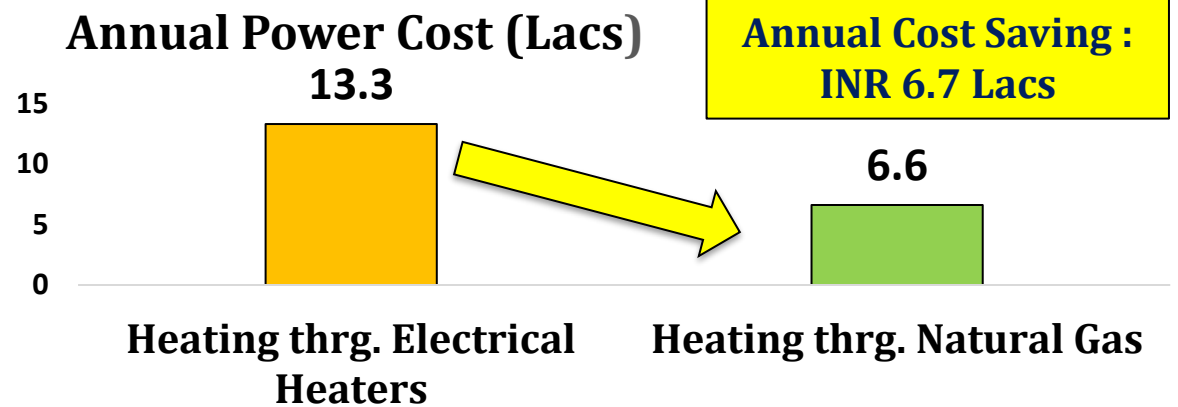 Annual Power Cost (Lacs)
Annual Cost Saving :
INR 6.7 Lacs
13.3
6.6
15
10
5
0
Heating thrg. Electrical
Heaters
Heating thrg. Natural Gas